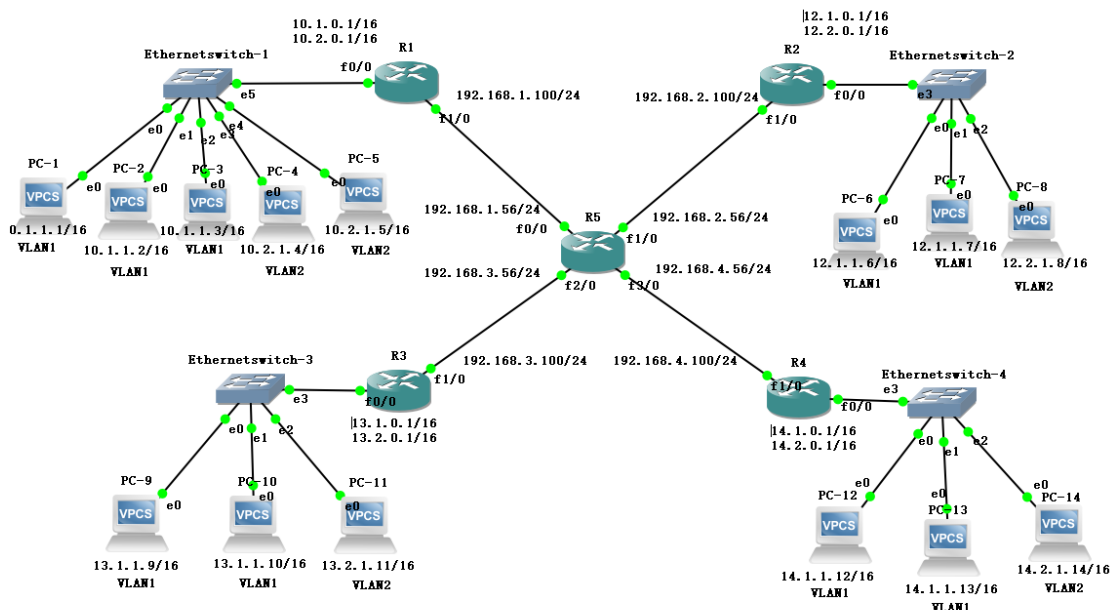 10.1.0.1/16
10.2.0.1/16
R1
Ethernetswitch-1
f0/0
e5
192.168.1.100/24
f1/0
e0
e1
e2
e3
e4
PC-1
PC-2
PC-3
PC-4
PC-5
e0
e0
e0
e0
e0
VPCS
VPCS
VPCS
VPCS
VPCS
0.1.1.1/16
VLAN1
10.1.1.2/16
VLAN1
10.1.1.3/16
VLAN1
10.2.1.4/16
VLAN2
10.2.1.5/16
VLAN2
12.1.0.1/16
12.2.0.1/16
R2
Ethernetswitch-2
192.168.2.100/24
f0/0
e3
f1/0
e0
e1
e2
PC-6
PC-7
PC-8
e0
e0
e0
VPCS
VPCS
VPCS
12.1.1.6/16
VLAN1
12.1.1.7/16
VLAN1
12.2.1.8/16
VLAN2
192.168.1.56/24
f0/0
R5
192.168.2.56/24
f1/0
192.168.3.56/24
f2/0
192.168.4.56/24
f3/0
Ethernetswitch-3
R3
192.168.3.100/24
f1/0
e3
f0/0
13.1.0.1/16
13.2.0.1/16
e0
e1
e2
PC-9
PC-10
PC-11
e0
e0
e0
VPCS
VPCS
VPCS
13.1.1.9/16
VLAN1
13.1.1.10/16
VLAN1
13.2.1.11/16
VLAN2
192.168.4.100/24
R4
Ethernetswitch-4
f1/0
f0/0
e3
14.1.0.1/16
14.2.0.1/16
e0
e1
e2
PC-12
PC-13
PC-14
e0
e0
e0
VPCS
VPCS
VPCS
14.1.1.12/16
VLAN1
14.1.1.13/16
VLAN1
14.2.1.14/16
VLAN2